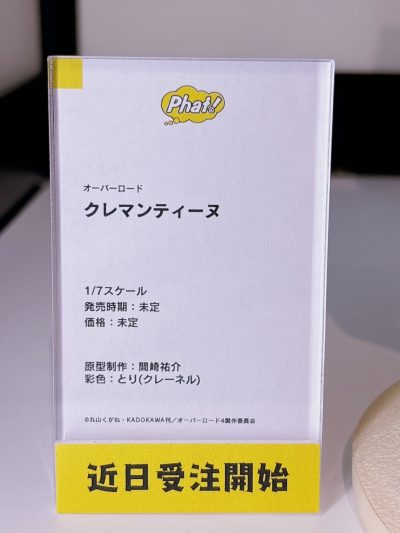 Phat!
オーバーロード
クレマンティーヌ
1/7スケール
発売時期：未定
価格：未定
原型制作：間崎祐介
彩色：とり(クレーネル)
©丸山くがね・KADOKAWA刊／オーバーロード4製作委員会
近日受注開始